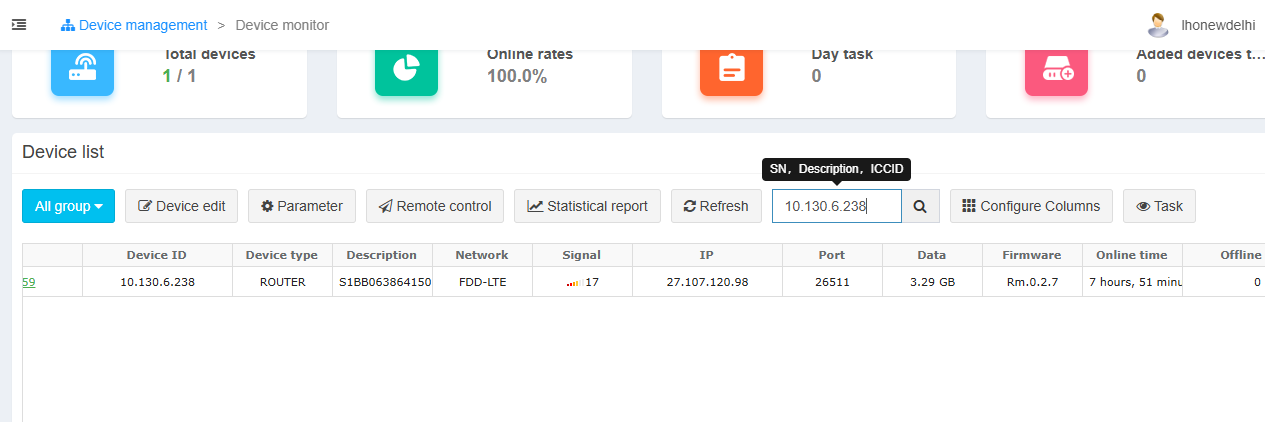 Device management > Device monitor
lhonewdelhi
Total devices
1 / 1
Online rates
100.0%
Day task
0
Added devices t...
0
Device list
SN, Description, ICCID
All group Device edit Parameter Remote control Statistical report Refresh 10.130.6.238 Configure Columns Task
Device ID Device type Description Network Signal IP Port Data Firmware Online time Offline
59 10.130.6.238 ROUTER S1BB063864150 FDD-LTE 17 27.107.120.98 26511 3.29 GB Rm.0.2.7 7 hours, 51 minu 0